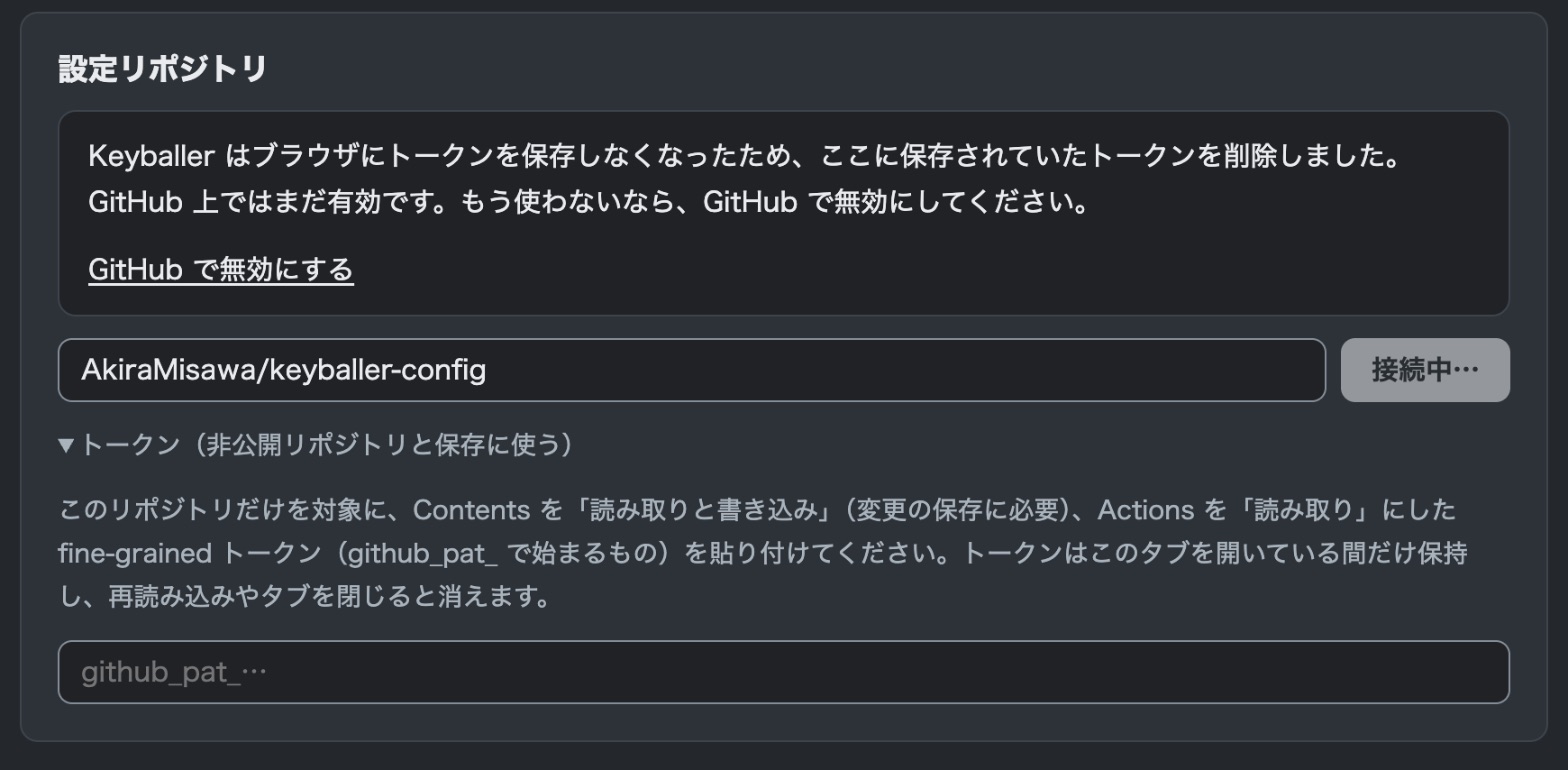 設定リポジトリ
Keyballer はブラウザにトークンを保存しなくなったため、ここに保存されていたトークンを削除しました。
GitHub 上ではまだ有効です。もう使わないなら、GitHub で無効にしてください。
GitHub で無効にする
AkiraMisawa/keyballer-config
接続中…
▼トークン（非公開リポジトリと保存に使う）
このリポジトリだけを対象に、Contents を「読み取りと書き込み」（変更の保存に必要）、Actions を「読み取り」にした
fine-grained トークン（github_pat_ で始まるもの）を貼り付けてください。トークンはこのタブを開いている間だけ保持
し、再読み込みやタブを閉じると消えます。
github_pat_…